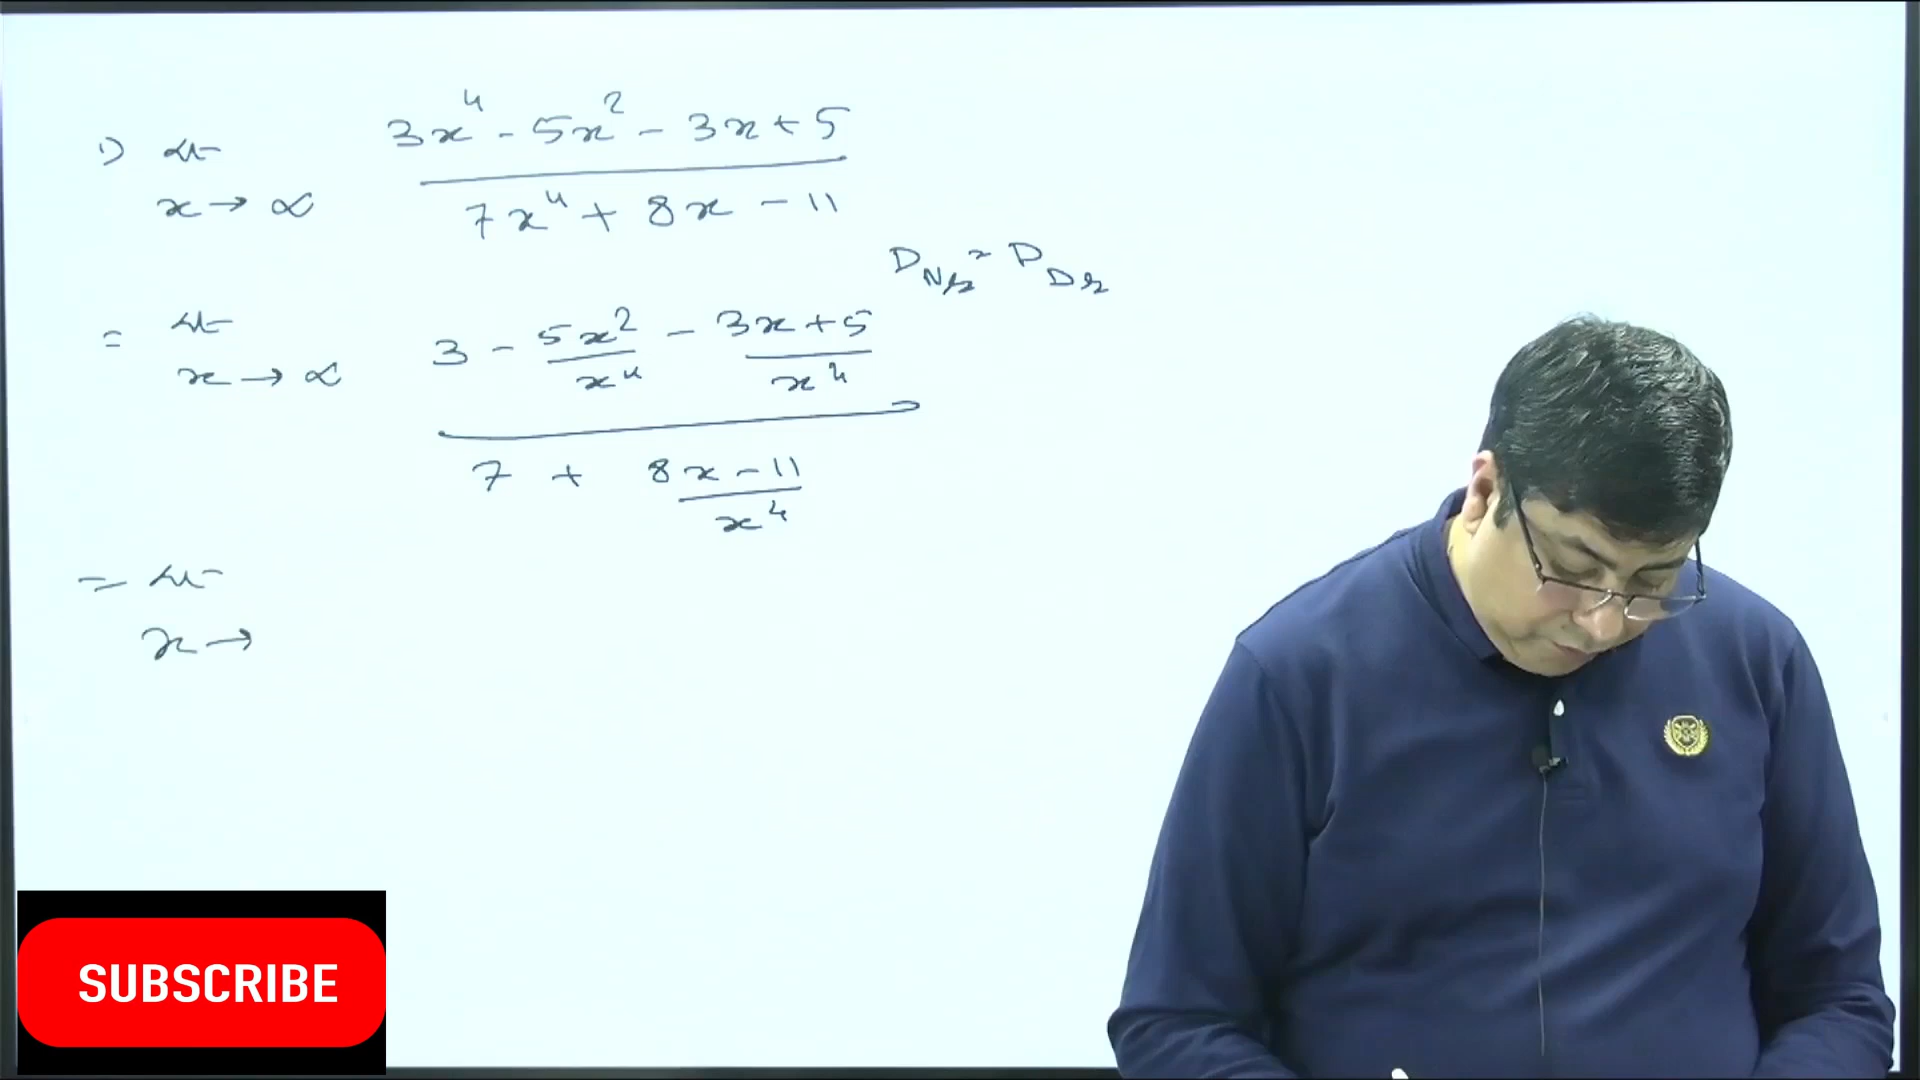 1) Lt 3x⁴ - 5x² - 3x + 5
x → ∞ 7x⁴ + 8x - 11
D_Nr = D_Dr
= Lt 3 - 5x²/x⁴ - 3x + 5/x⁴
x → ∞
7 + 8x - 11/x⁴
= Lt
x →
SUBSCRIBE